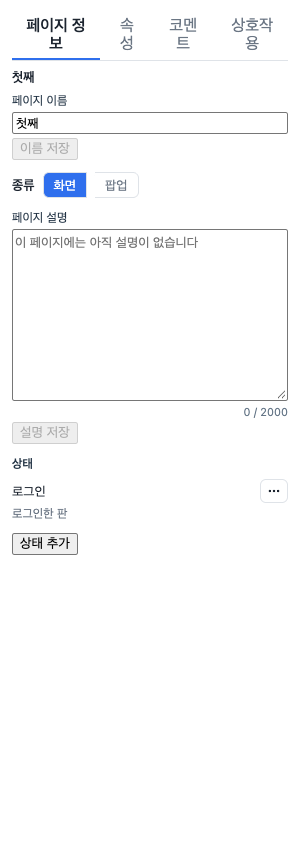 페이지 정
보
속
성
코멘
트
상호작
용
첫째
페이지 이름
첫째
이름 저장
종류
화면
팝업
페이지 설명
이 페이지에는 아직 설명이 없습니다
0 / 2000
설명 저장
상태
로그인
로그인한 판
상태 추가